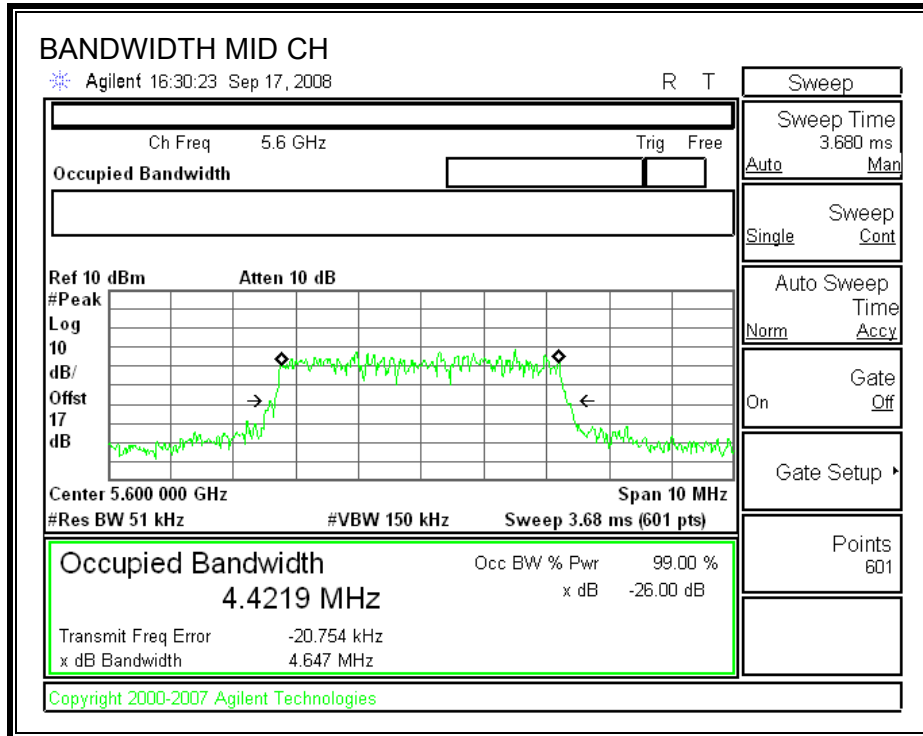 BANDWIDTH MID CH
Agilent 16:30:23 Sep 17, 2008 R T
Ch Freq 5.6 GHz Trig Free
Occupied Bandwidth
Ref 10 dBm Atten 10 dB
#Peak
Log
10
dB/
Offst
17
dB
Center 5.600 000 GHz Span 10 MHz
#Res BW 51 kHz #VBW 150 kHz Sweep 3.68 ms (601 pts)
Occupied Bandwidth Occ BW % Pwr 99.00 %
4.4219 MHz x dB -26.00 dB
Transmit Freq Error -20.754 kHz
x dB Bandwidth 4.647 MHz
Copyright 2000-2007 Agilent Technologies
Sweep
Sweep Time
3.680 ms
Auto Man
Sweep
Single Cont
Auto Sweep
Time
Norm Accy
Gate
On Off
Gate Setup
Points
601